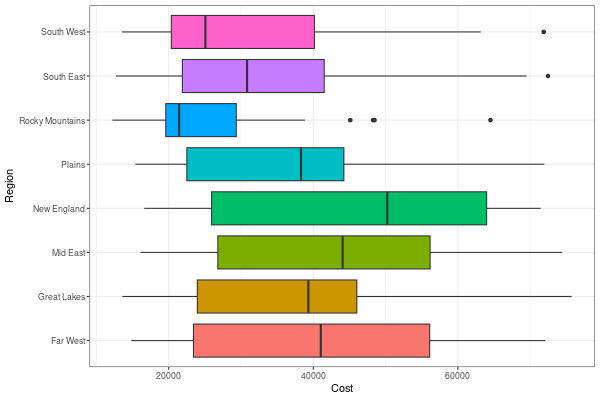 South West
South East
Rocky Mountains
Plains
New England
Mid East
Great Lakes
Far West
Region
20000 40000 60000
Cost